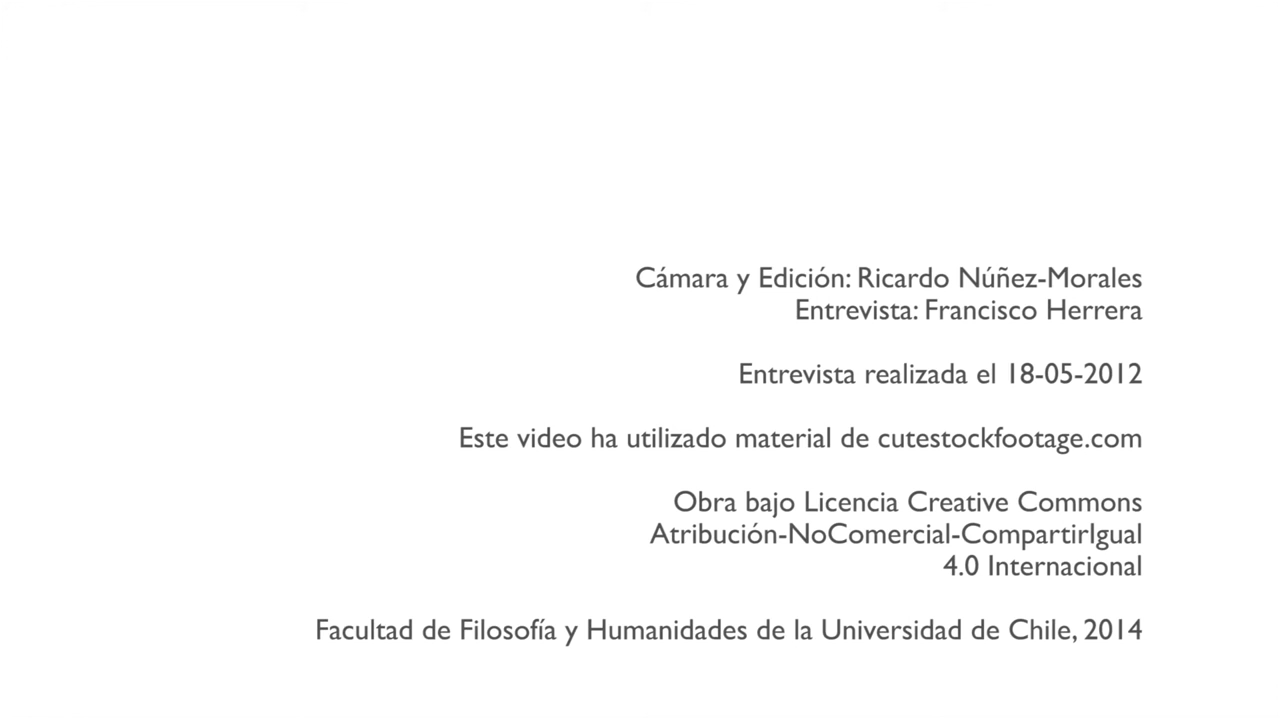 Cámara y Edición: Ricardo Núñez-Morales
Entrevista: Francisco Herrera
Entrevista realizada el 18-05-2012
Este video ha utilizado material de cutestockfootage.com
Obra bajo Licencia Creative Commons
Atribución-NoComercial-CompartirIgual
4.0 Internacional
Facultad de Filosofía y Humanidades de la Universidad de Chile, 2014